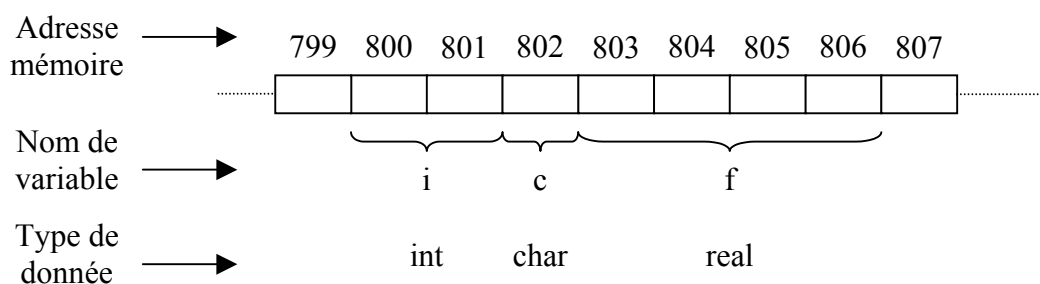 Adresse
mémoire
799 800 801 802 803 804 805 806 807
Nom de
variable
i c f
Type de
donnée
int char real